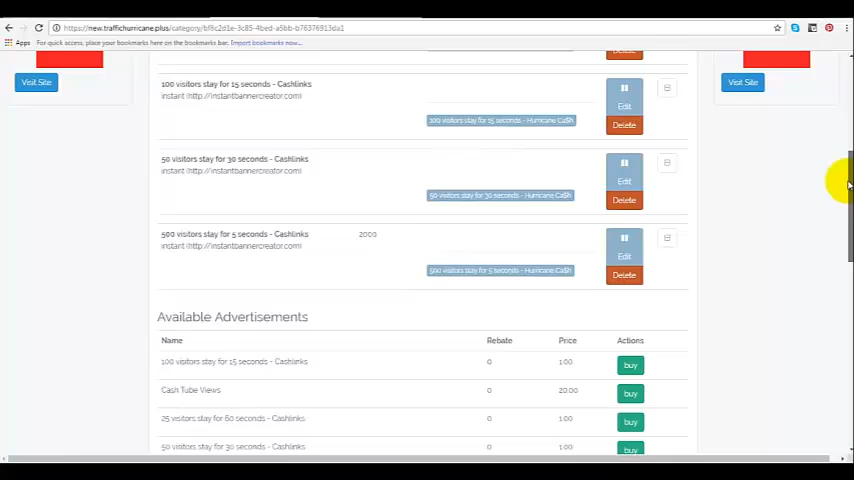 https://new.traffichurricane.plus/category/bf8c2d1e-3c85-4bed-a5bb-b76376913da1
Apps For quick access, place your bookmarks here on the bookmarks bar. Import bookmarks now...
Delete
Visit Site
Visit Site
100 visitors stay for 15 seconds - Cashlinks
instant (http://instantbannercreator.com)
100 visitors stay for 15 seconds - Hurricane Ca$h
Edit
Delete
50 visitors stay for 30 seconds - Cashlinks
instant (http://instantbannercreator.com)
50 visitors stay for 30 seconds - Hurricane Ca$h
Edit
Delete
500 visitors stay for 5 seconds - Cashlinks 2000
instant (http://instantbannercreator.com)
500 visitors stay for 5 seconds - Hurricane Ca$h
Edit
Delete
Available Advertisements
Name Rebate Price Actions
100 visitors stay for 15 seconds - Cashlinks 0 1.00 buy
Cash Tube Views 0 20.00 buy
25 visitors stay for 60 seconds - Cashlinks 0 1.00 buy
50 visitors stay for 30 seconds - Cashlinks 0 1.00 buy